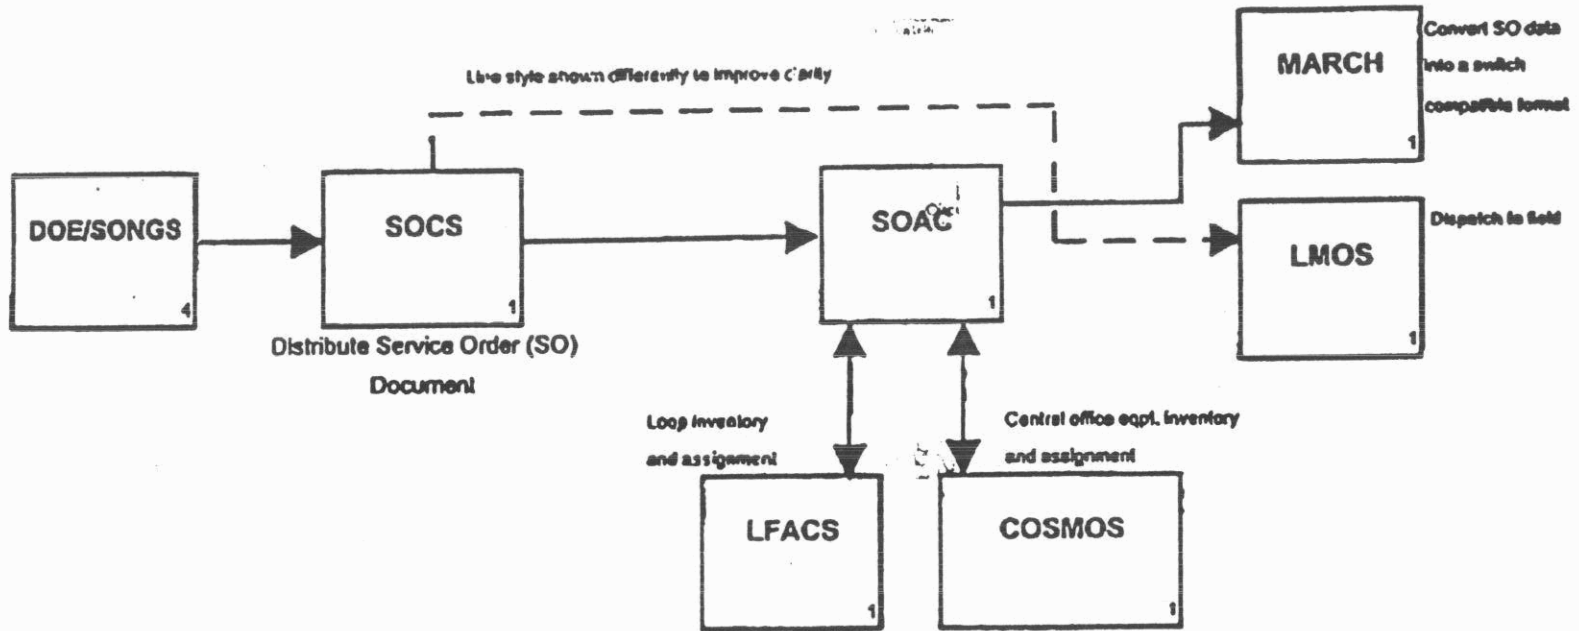 Line style shown differently to improve clarity
MARCH
1
Convert SO data
into a switch
compatible format
DOE/SONGS
4
SOCS
1
Distribute Service Order (SO)
Document
SOAC
1
LMOS
1
Dispatch in field
Loop inventory
and assignment
Central office eqpt. inventory
and assignment
LFACS
1
COSMOS
1